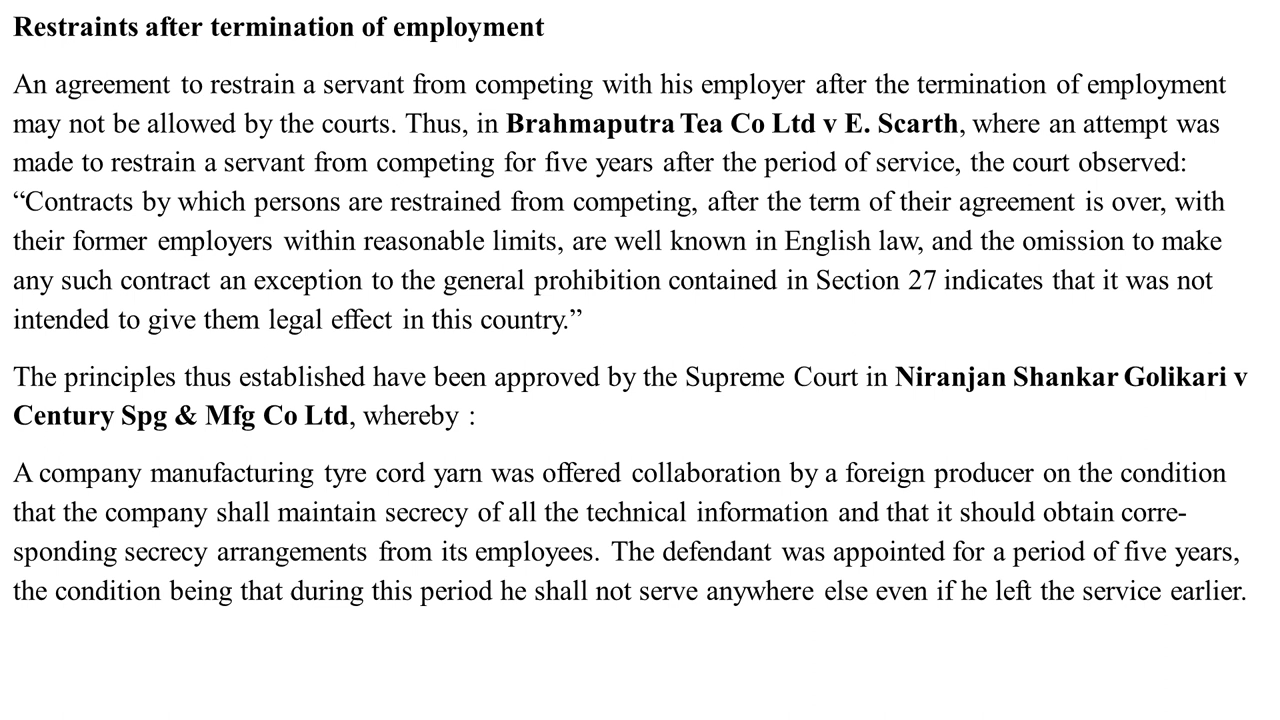 Restraints after termination of employment
An agreement to restrain a servant from competing with his employer after the termination of employment
may not be allowed by the courts. Thus, in Brahmaputra Tea Co Ltd v E. Scarth, where an attempt was
made to restrain a servant from competing for five years after the period of service, the court observed:
“Contracts by which persons are restrained from competing, after the term of their agreement is over, with
their former employers within reasonable limits, are well known in English law, and the omission to make
any such contract an exception to the general prohibition contained in Section 27 indicates that it was not
intended to give them legal effect in this country.”
The principles thus established have been approved by the Supreme Court in Niranjan Shankar Golikari v
Century Spg & Mfg Co Ltd, whereby :
A company manufacturing tyre cord yarn was offered collaboration by a foreign producer on the condition
that the company shall maintain secrecy of all the technical information and that it should obtain corre-
sponding secrecy arrangements from its employees. The defendant was appointed for a period of five years,
the condition being that during this period he shall not serve anywhere else even if he left the service earlier.